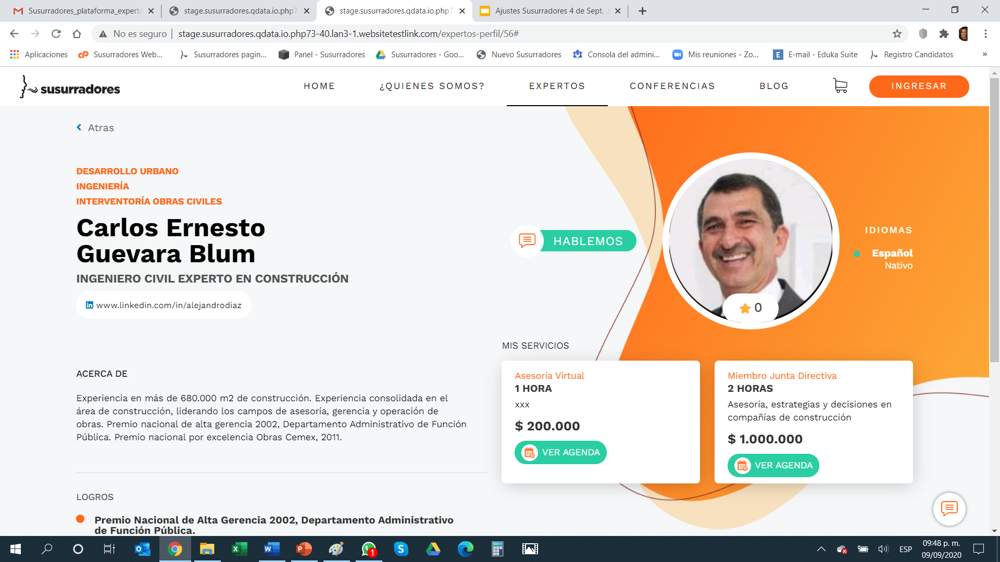 Susurradores_plataforma_experto
stage.susurradores.qdata.io.php7
stage.susurradores.qdata.io.php7
Ajustes Susurradores 4 de Sept. .
No es seguro
stage.susurradores.qdata.io.php73-40.lan3-1.websitetestlink.com/expertos-perfil/56#
Aplicaciones
Susurradores Web...
Susurradores pagin...
Panel - Susurradores
Susurradores - Goo...
Nuevo Susurradores
Consola del admini...
Mis reuniones - Zo...
E-mail - Eduka Suite
Registro Candidatos
»
susurradores
HOME
¿QUIENES SOMOS?
EXPERTOS
CONFERENCIAS
BLOG
INGRESAR
Atras
DESARROLLO URBANO
INGENIERÍA
INTERVENTORÍA OBRAS CIVILES
Carlos Ernesto
Guevara Blum
INGENIERO CIVIL EXPERTO EN CONSTRUCCIÓN
www.linkedin.com/in/alejandrodiaz
HABLEMOS
IDIOMAS
Español
Nativo
0
ACERCA DE
Experiencia en más de 680.000 m2 de construcción. Experiencia consolidada en el
área de construcción, liderando los campos de asesoría, gerencia y operación de
obras. Premio nacional de alta gerencia 2002, Departamento Administrativo de Función
Pública. Premio nacional por excelencia Obras Cemex, 2011.
MIS SERVICIOS
Asesoría Virtual
1 HORA
xxx
$ 200.000
VER AGENDA
Miembro Junta Directiva
2 HORAS
Asesoría, estrategias y decisiones en
compañías de construcción
$ 1.000.000
VER AGENDA
LOGROS
Premio Nacional de Alta Gerencia 2002, Departamento Administrativo
de Función Pública.
1
ESP
09:48 p. m.
09/09/2020